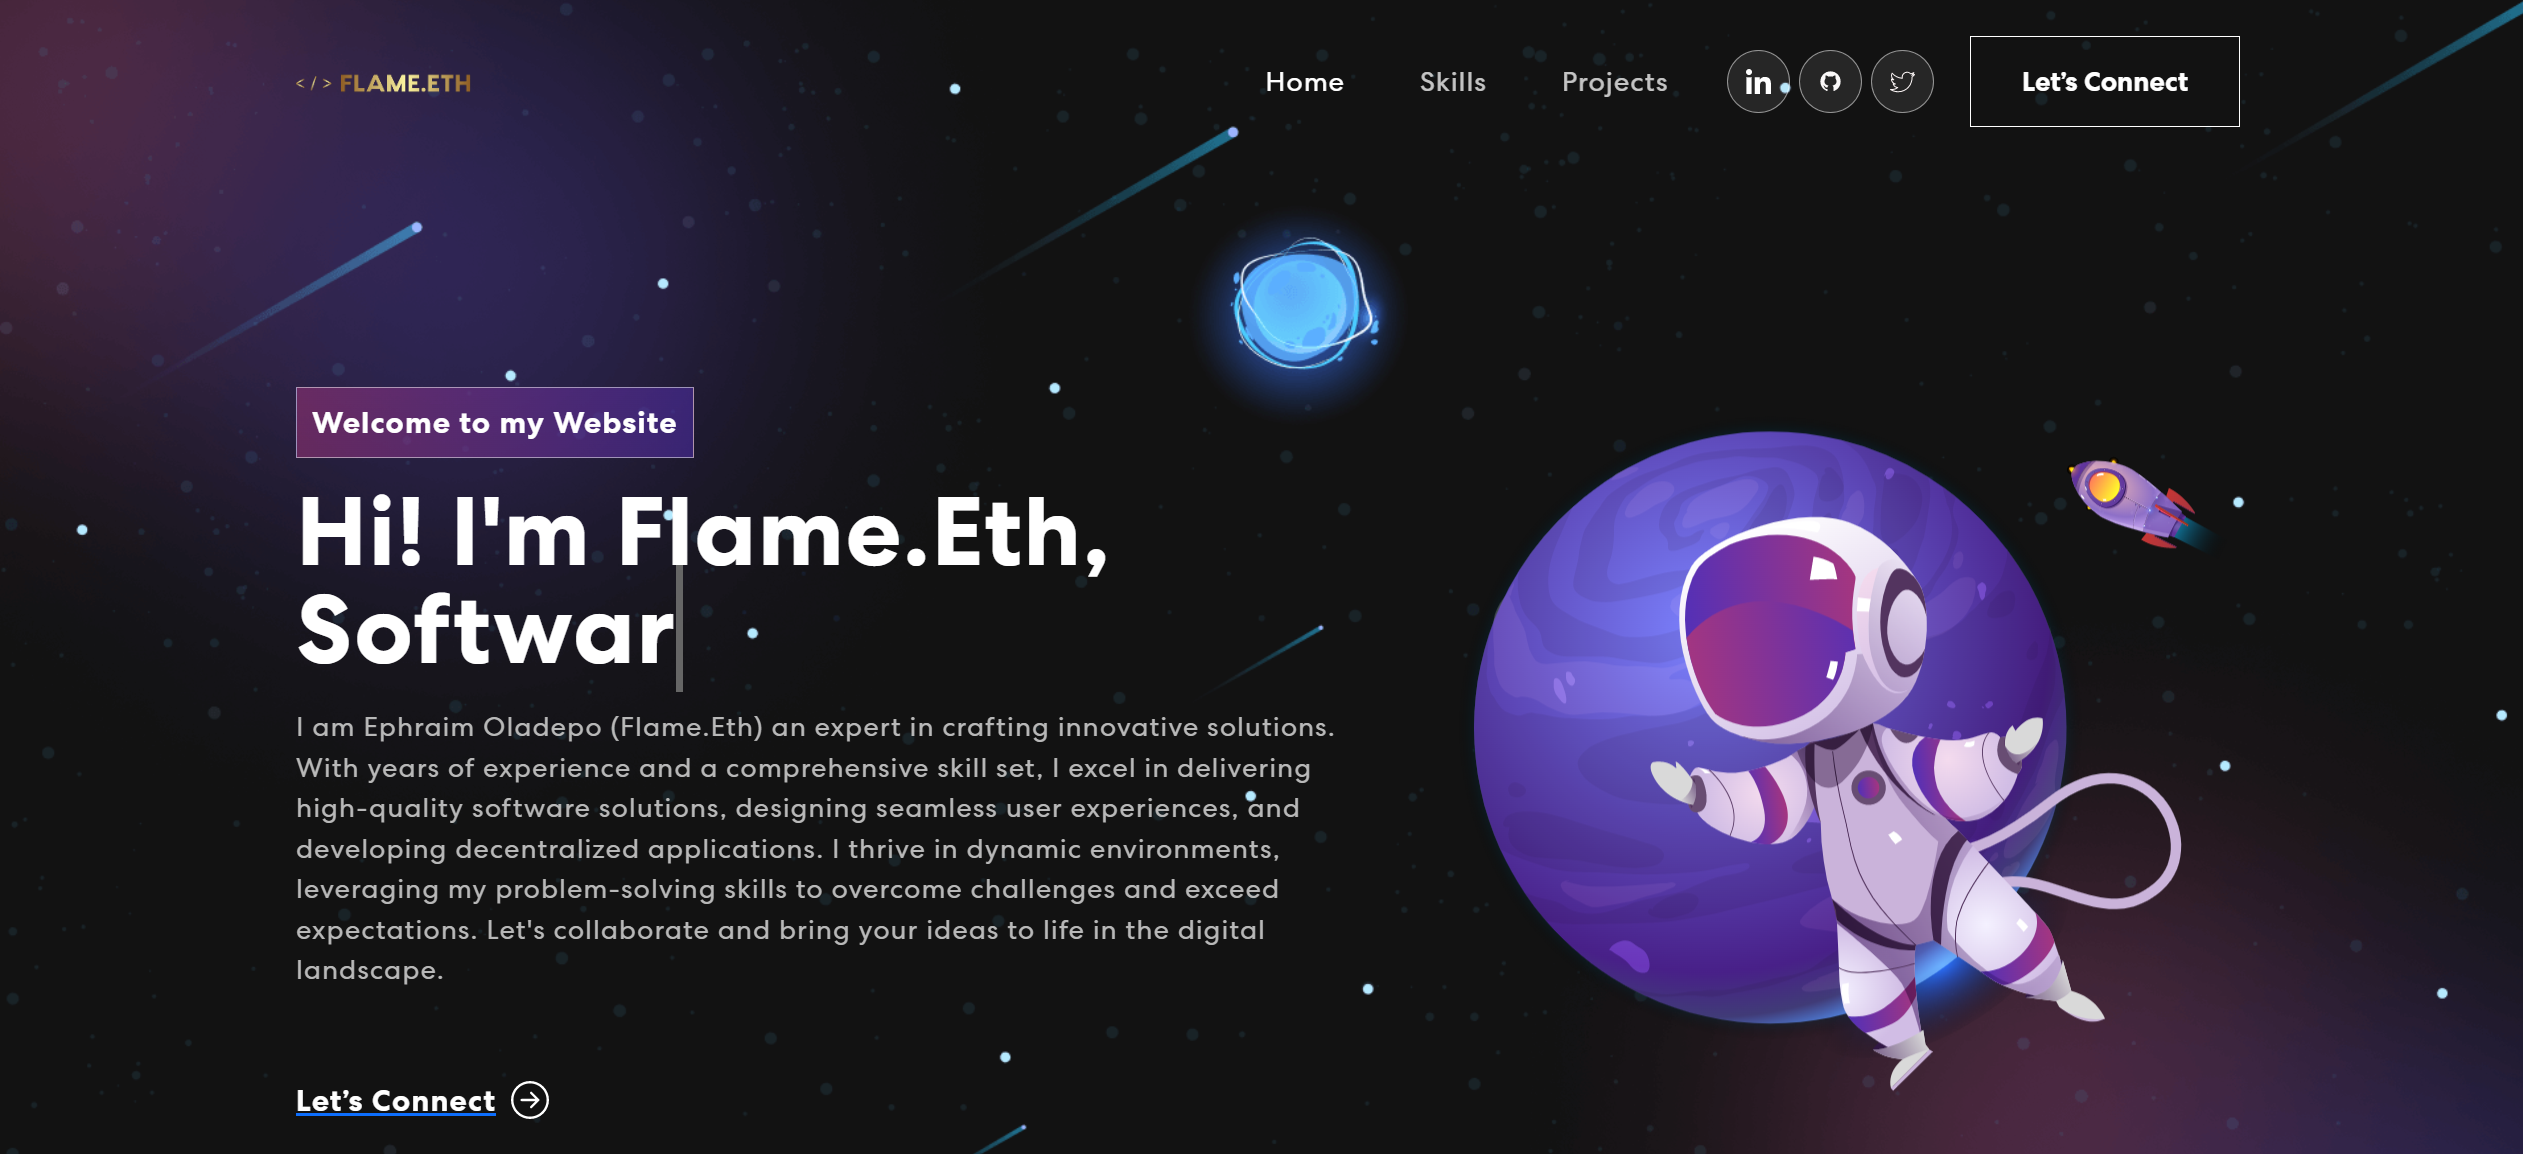 </> FLAME.ETH
Home Skills Projects in Let's Connect
Welcome to my Website
Hi! I'm Flame.Eth,
Softwar
I am Ephraim Oladepo (Flame.Eth) an expert in crafting innovative solutions.
With years of experience and a comprehensive skill set, I excel in delivering
high-quality software solutions, designing seamless user experiences, and
developing decentralized applications. I thrive in dynamic environments,
leveraging my problem-solving skills to overcome challenges and exceed
expectations. Let's collaborate and bring your ideas to life in the digital
landscape.
Let’s Connect